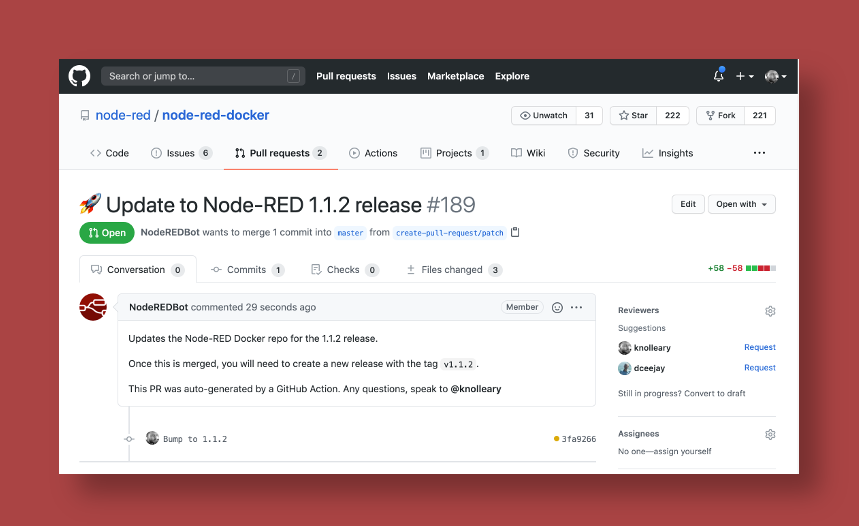 Search or jump to... /
Pull requests Issues Marketplace Explore
node-red / node-red-docker
Unwatch 31 Star 222 Fork 221
Code Issues 6 Pull requests 2 Actions Projects 1 Wiki Security Insights ...
🚀 Update to Node-RED 1.1.2 release #189
Edit Open with
Open NodeREDBot wants to merge 1 commit into master from create-pull-request/patch
Conversation 0 Commits 1 Checks 0 Files changed 3
+58 −58
NodeREDBot commented 29 seconds ago Member ...
Updates the Node-RED Docker repo for the 1.1.2 release.
Once this is merged, you will need to create a new release with the tag v1.1.2 .
This PR was auto-generated by a GitHub Action. Any questions, speak to @knolleary
Bump to 1.1.2 3fa9266
Reviewers
Suggestions
knolleary Request
dceejay Request
Still in progress? Convert to draft
Assignees
No one—assign yourself